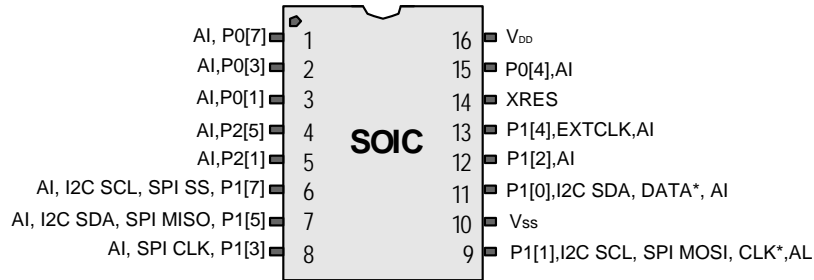 AI, P0[7] 1 16 VDD
AI,P0[3] 2 15 P0[4],AI
AI,P0[1] 3 14 XRES
AI,P2[5] 4 SOIC 13 P1[4],EXTCLK,AI
AI,P2[1] 5 12 P1[2],AI
AI, I2C SCL, SPI SS, P1[7] 6 11 P1[0],I2C SDA, DATA*, AI
AI, I2C SDA, SPI MISO, P1[5] 7 10 Vss
AI, SPI CLK, P1[3] 8 9 P1[1],I2C SCL, SPI MOSI, CLK*,AL